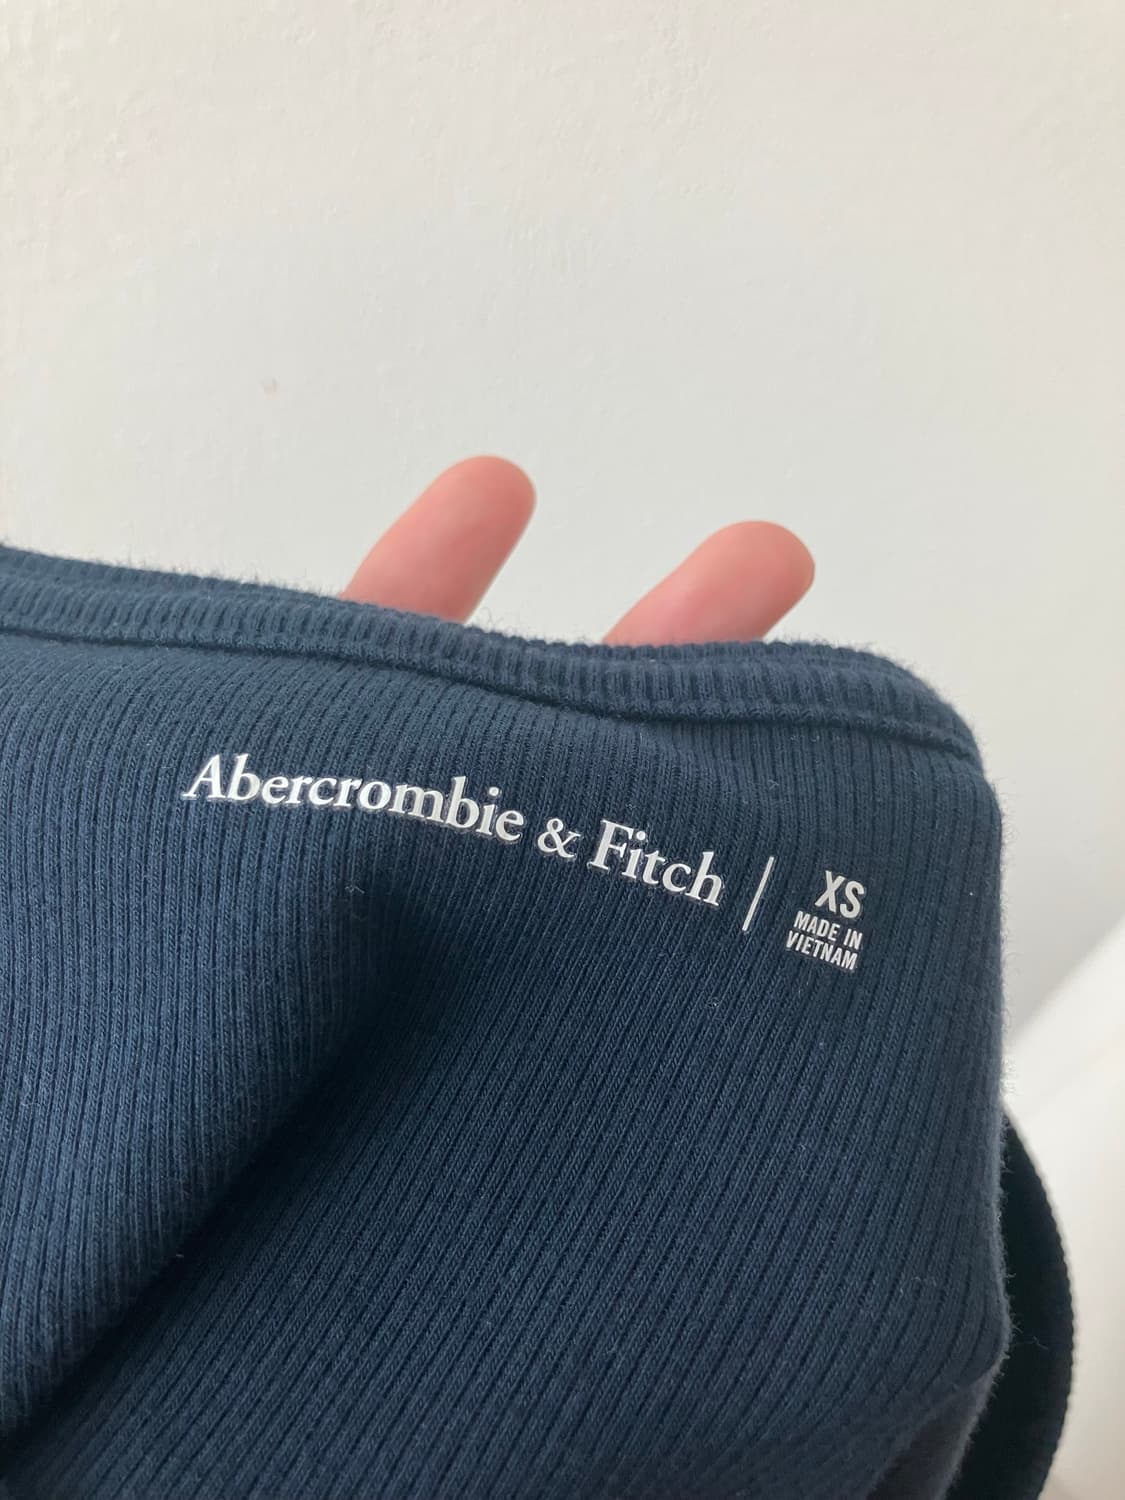 Abercrombie & Fitch
XS
MADE IN
VIETNAM